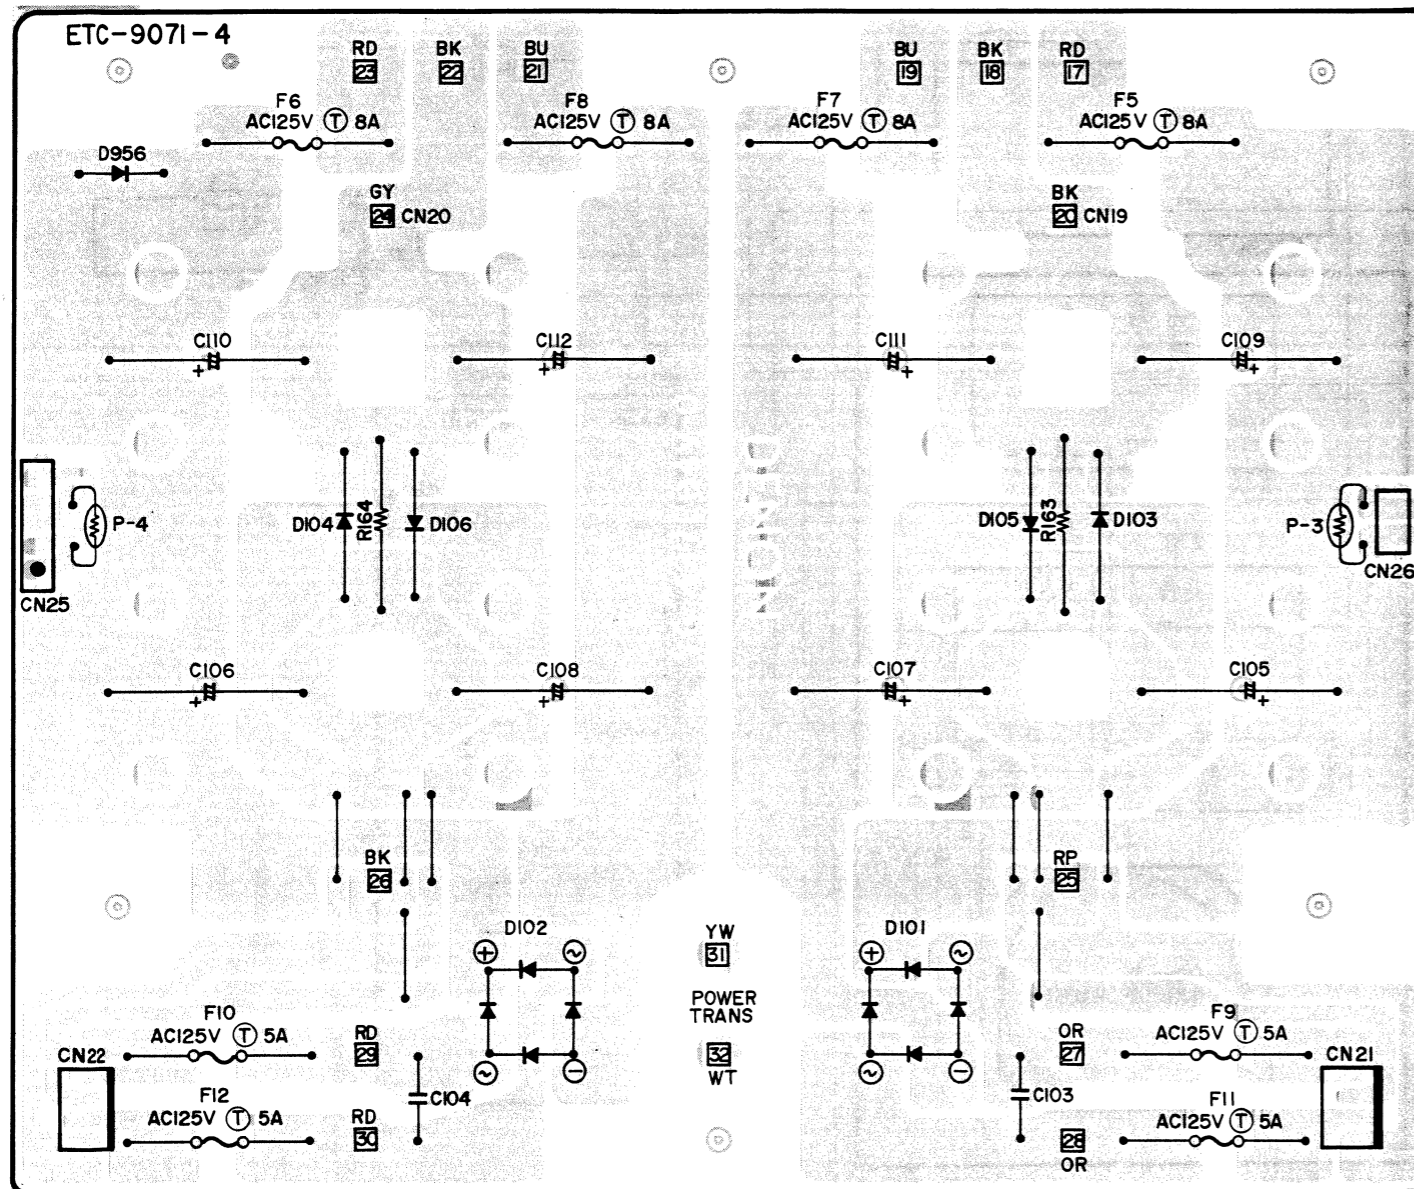 ETC-9071-4
RD BK BU BU BK RD
23 22 21 19 18 17
F6 F8 F7 F5
AC125V T 8A AC125V T 8A AC125V T 8A AC125V T 8A
D956
GY BK
24 CN20 20 CN19
C110 C112 C111 C109
+ + + +
D104 R164 D106 D105 R163 D103
P-4 P-3
CN25 CN26
C106 C108 C107 C105
+ + + +
BK RP
26 25
D102 YW D101
+ ~ 31 + ~
POWER
TRANS
F10 RD OR F9
AC125V T 5A 29 32 27 AC125V T 5A
CN22 ~ − WT ~ − CN21
F12 C104 C103 F11
AC125V T 5A RD 28 AC125V T 5A
30 OR